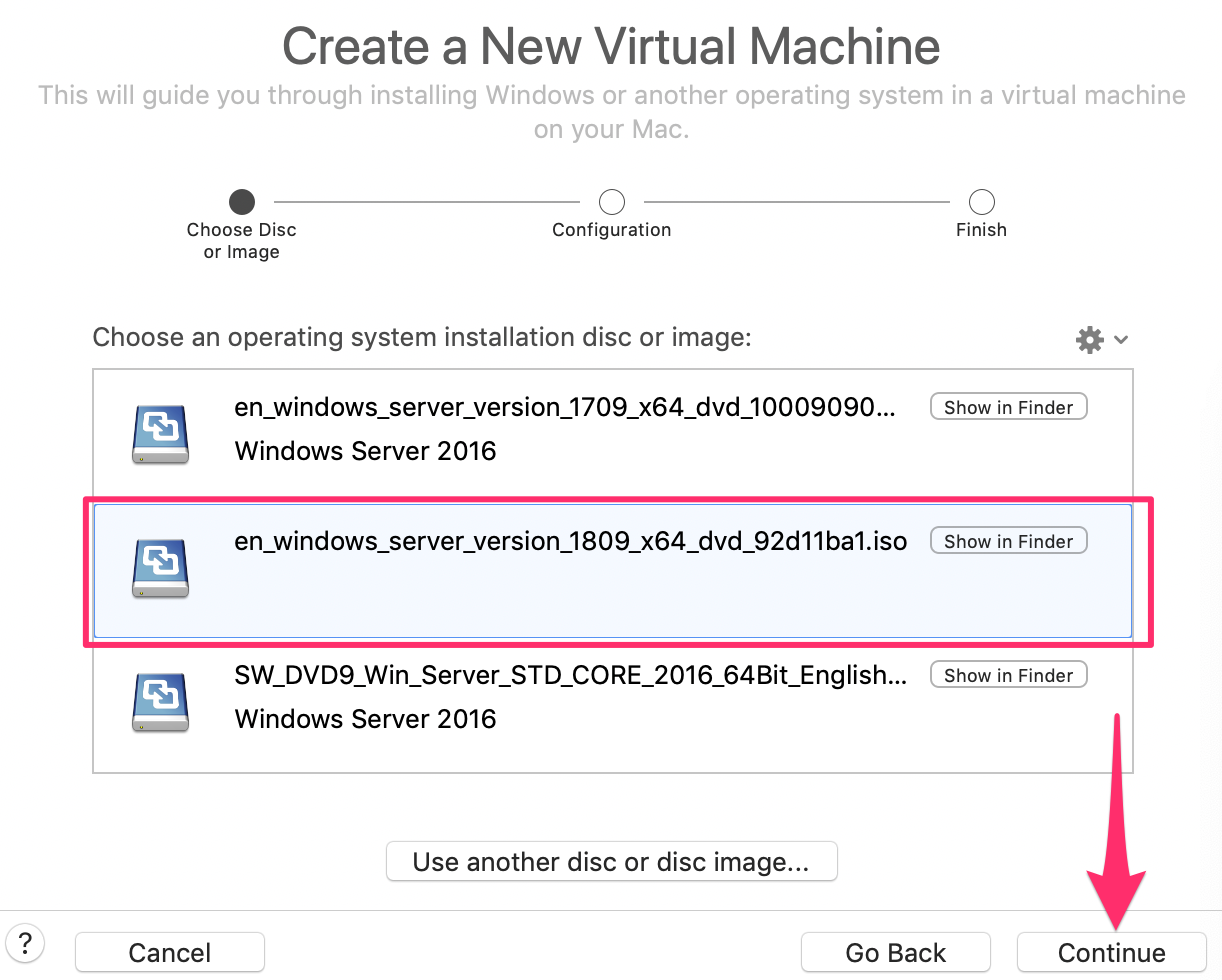 Create a New Virtual Machine
This will guide you through installing Windows or another operating system in a virtual machine
on your Mac.
Choose Disc
or Image
Configuration
Finish
Choose an operating system installation disc or image:
en_windows_server_version_1709_x64_dvd_10009090...
Show in Finder
Windows Server 2016
en_windows_server_version_1809_x64_dvd_92d11ba1.iso
Show in Finder
SW_DVD9_Win_Server_STD_CORE_2016_64Bit_English...
Show in Finder
Windows Server 2016
Use another disc or disc image...
?
Cancel
Go Back
Continue